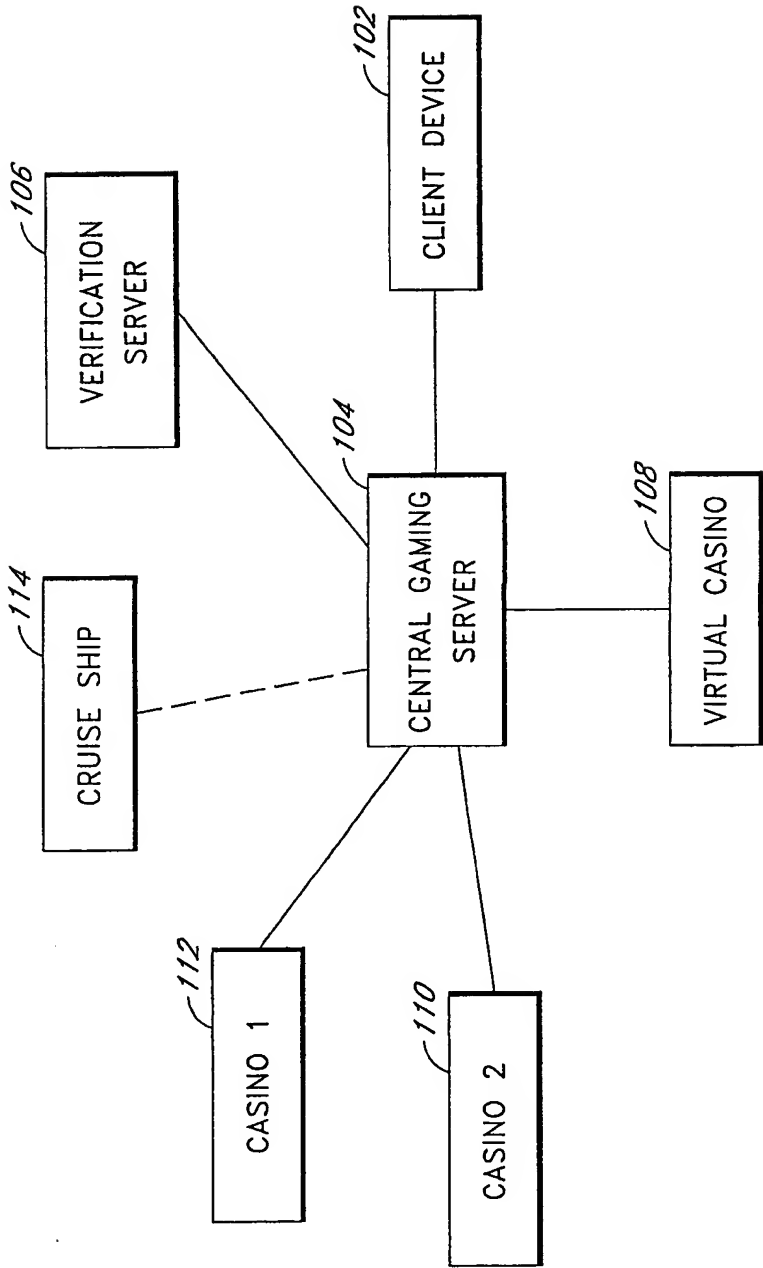 114
CRUISE SHIP
106
VERIFICATION
SERVER
112
CASINO 1
104
CENTRAL GAMING
SERVER
102
CLIENT DEVICE
110
CASINO 2
108
VIRTUAL CASINO